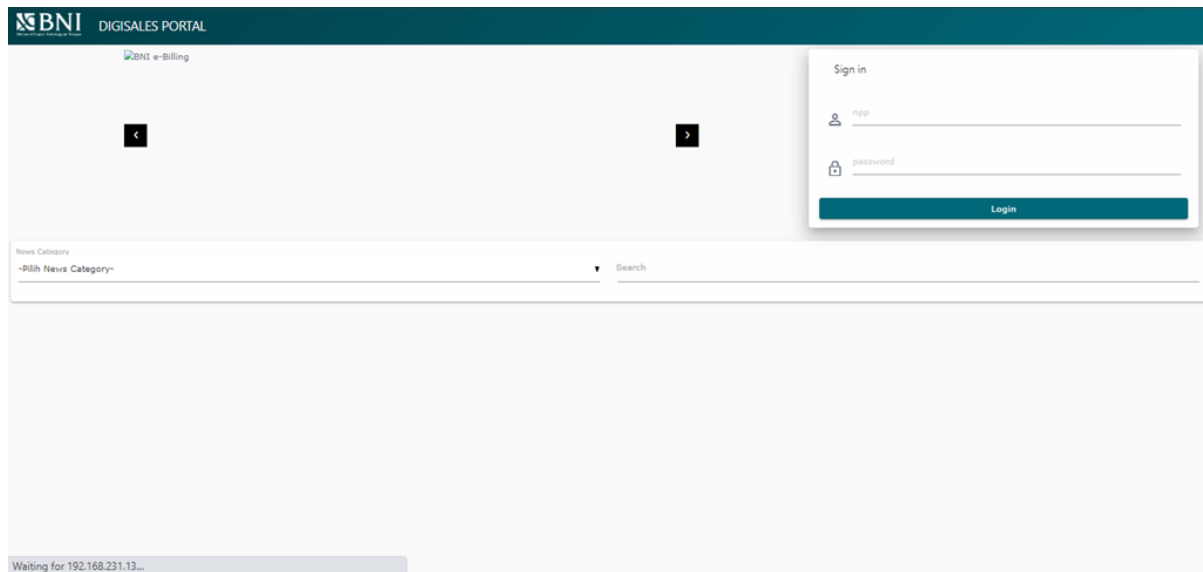 BNI DIGISALES PORTAL
BNI e-Billing
Sign in
npp
password
Login
News Category
-Pilih News Category-
Search
Waiting for 192.168.231.13...